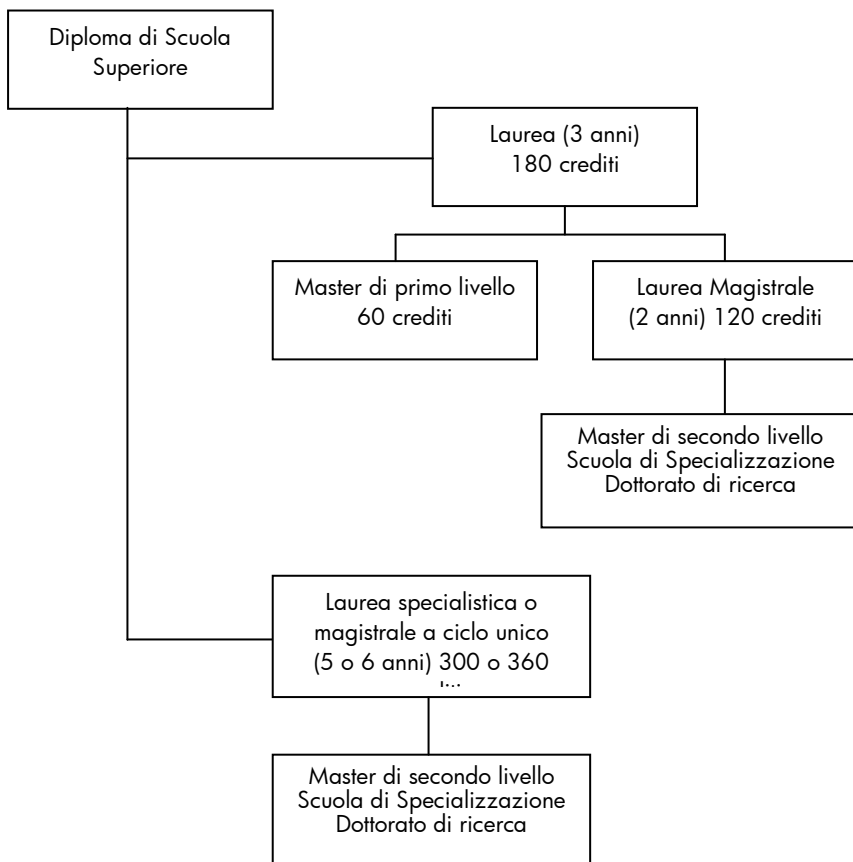 Diploma di Scuola
Superiore
Laurea (3 anni)
180 crediti
Master di primo livello
60 crediti
Laurea Magistrale
(2 anni) 120 crediti
Master di secondo livello
Scuola di Specializzazione
Dottorato di ricerca
Laurea specialistica o
magistrale a ciclo unico
(5 o 6 anni) 300 o 360
Master di secondo livello
Scuola di Specializzazione
Dottorato di ricerca